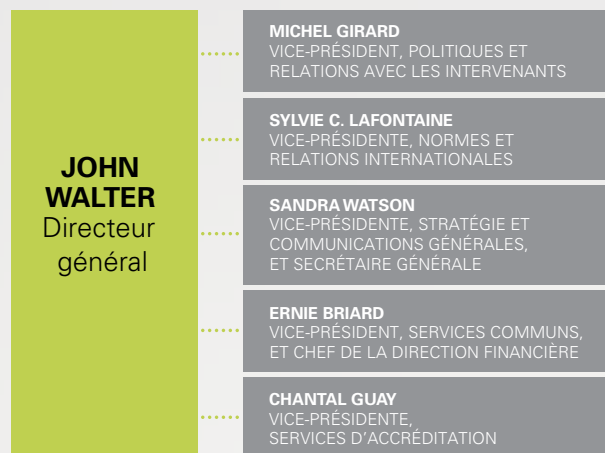 JOHN
WALTER
Directeur
général
MICHEL GIRARD
VICE-PRÉSIDENT, POLITIQUES ET
RELATIONS AVEC LES INTERVENANTS
SYLVIE C. LAFONTAINE
VICE-PRÉSIDENTE, NORMES ET
RELATIONS INTERNATIONALES
SANDRA WATSON
VICE-PRÉSIDENTE, STRATÉGIE ET
COMMUNICATIONS GÉNÉRALES,
ET SECRÉTAIRE GÉNÉRALE
ERNIE BRIARD
VICE-PRÉSIDENT, SERVICES COMMUNS,
ET CHEF DE LA DIRECTION FINANCIÈRE
CHANTAL GUAY
VICE-PRÉSIDENTE,
SERVICES D'ACCRÉDITATION